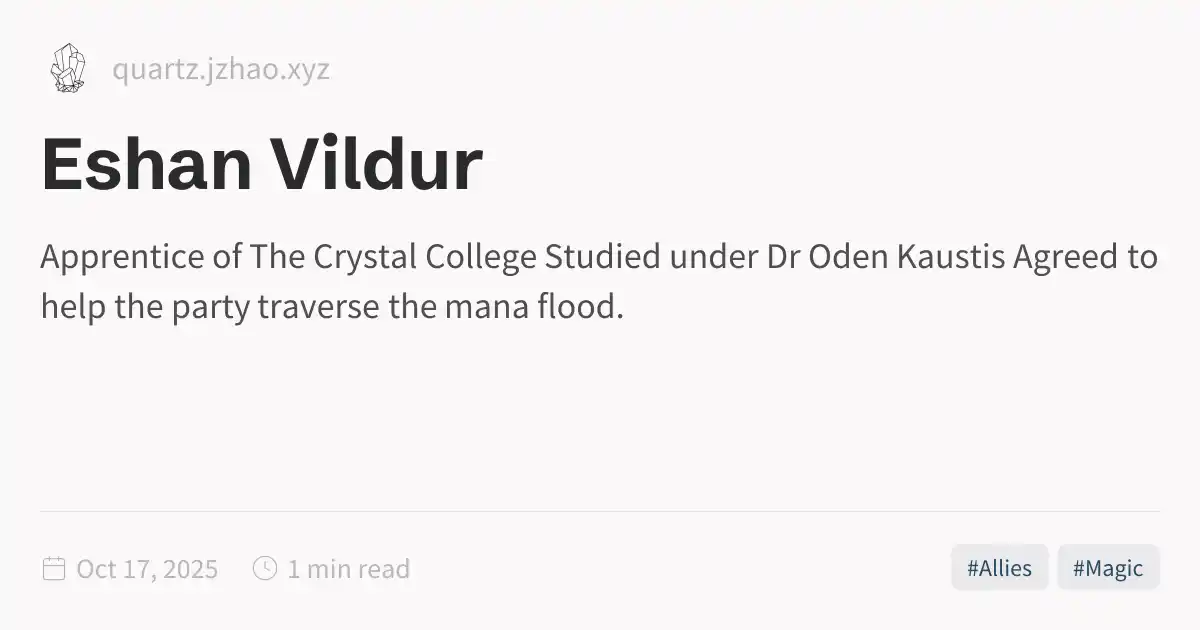 quartz.jzhao.xyz
Eshan Vildur
Apprentice of The Crystal College Studied under Dr Oden Kaustis Agreed to
help the party traverse the mana flood.
Oct 17, 2025 1 min read #Allies #Magic